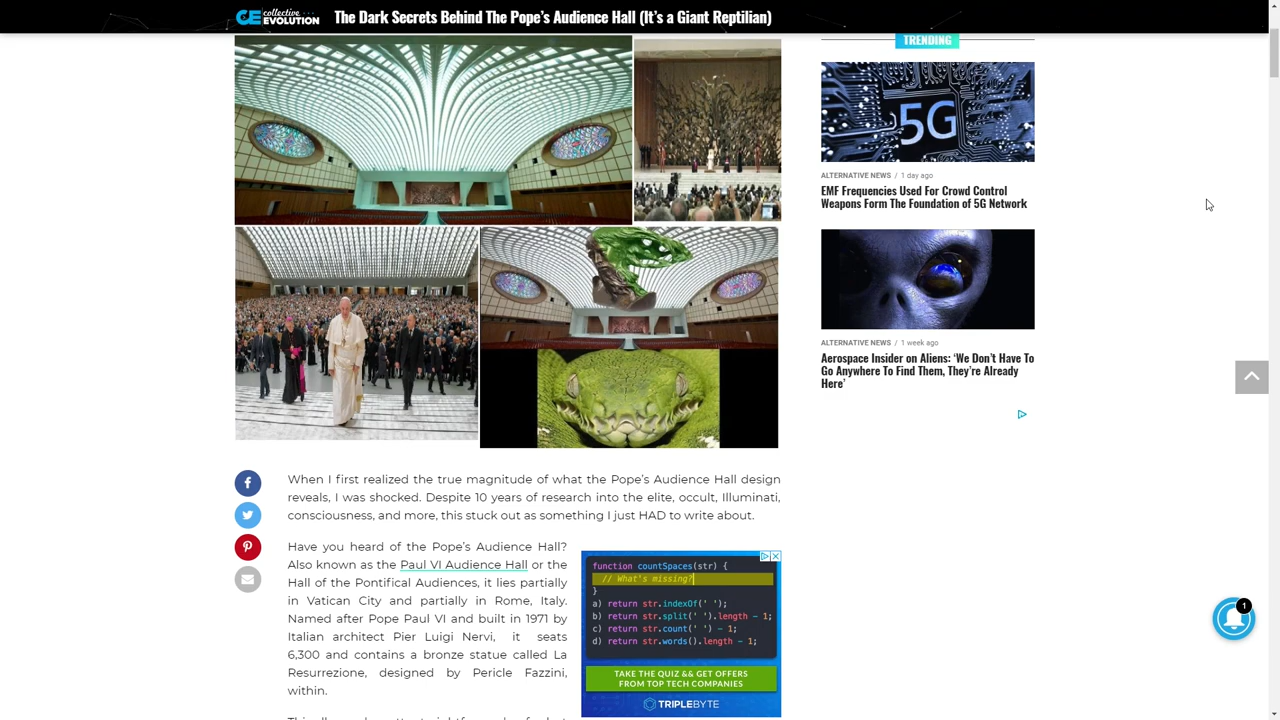 CE collective EVOLUTION
The Dark Secrets Behind The Pope's Audience Hall (It's a Giant Reptilian)
TRENDING
5G
ALTERNATIVE NEWS / 1 day ago
EMF Frequencies Used For Crowd Control
Weapons Form The Foundation of 5G Network
ALTERNATIVE NEWS / 1 week ago
Aerospace Insider on Aliens: ‘We Don’t Have To
Go Anywhere To Find Them, They’re Already
Here’
When I first realized the true magnitude of what the Pope’s Audience Hall design
reveals, I was shocked. Despite 10 years of research into the elite, occult, Illuminati,
consciousness, and more, this stuck out as something I just HAD to write about.
Have you heard of the Pope’s Audience Hall?
Also known as the Paul VI Audience Hall or the
Hall of the Pontifical Audiences, it lies partially
in Vatican City and partially in Rome, Italy.
Named after Pope Paul VI and built in 1971 by
Italian architect Pier Luigi Nervi, it seats
6,300 and contains a bronze statue called La
Resurrezione, designed by Pericle Fazzini,
within.
function countSpaces(str) {
// What's missing?
}
a) return str.indexOf(' ');
b) return str.split(' ').length - 1;
c) return str.count(' ') - 1;
d) return str.words().length - 1;
TAKE THE QUIZ && GET OFFERS
FROM TOP TECH COMPANIES
TRIPLEBYTE
1